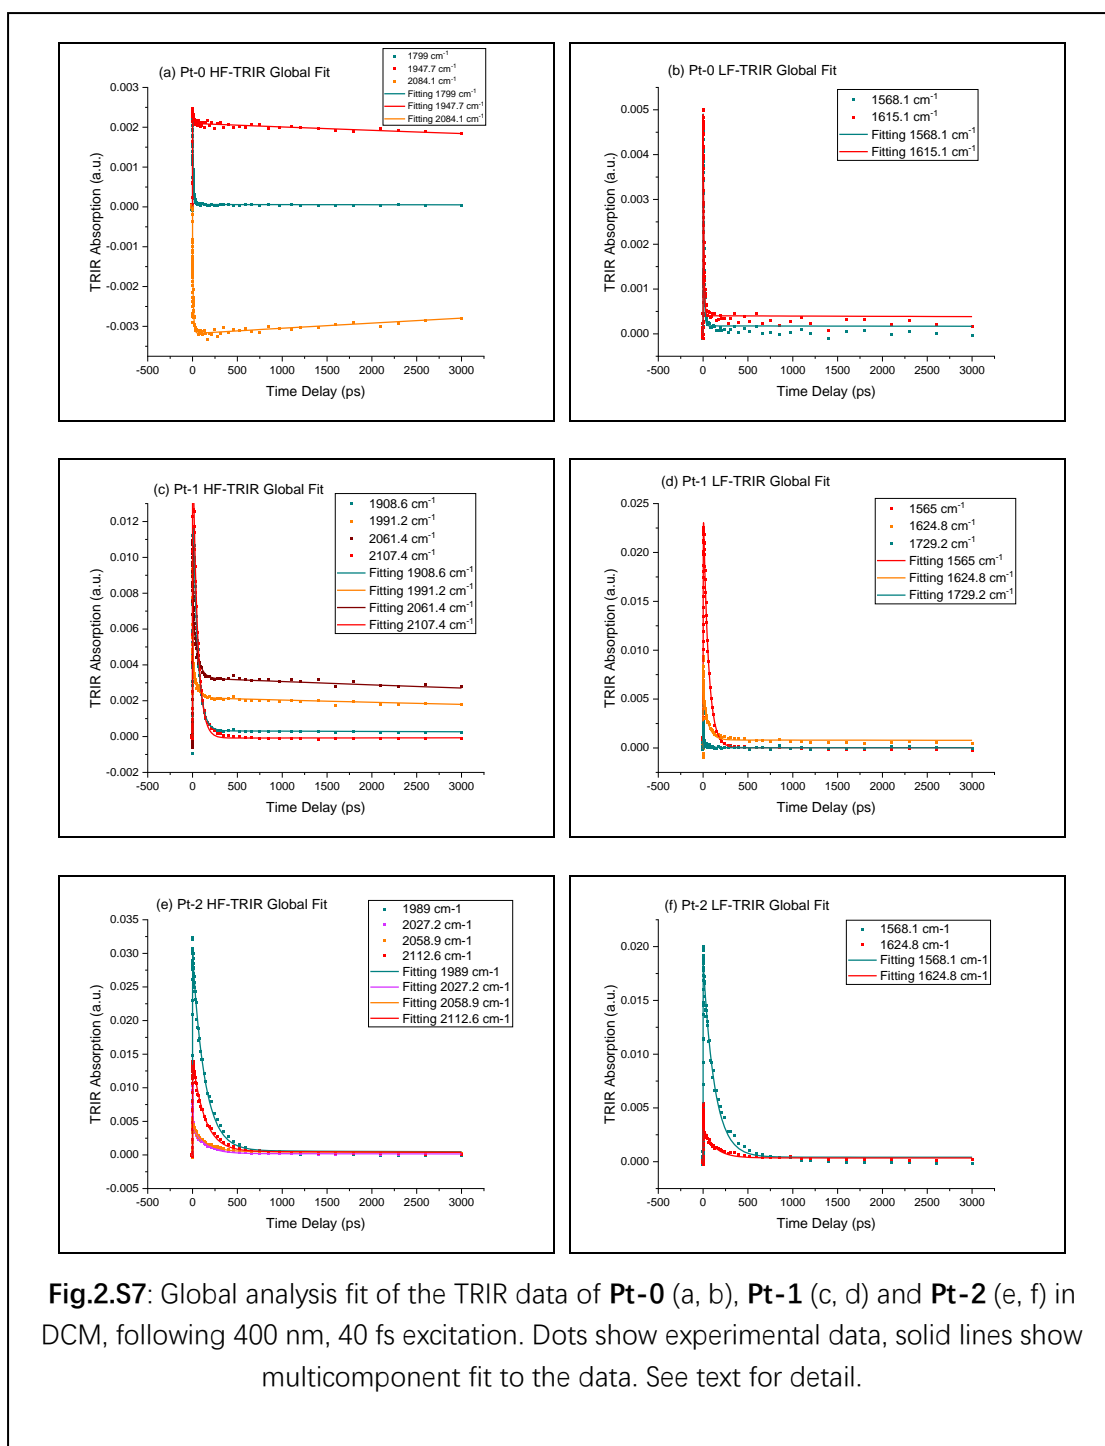 (a) Pt-0 HF-TRIR Global Fit
1799 cm⁻¹
1947.7 cm⁻¹
2084.1 cm⁻¹
Fitting 1799 cm⁻¹
Fitting 1947.7 cm⁻¹
Fitting 2084.1 cm⁻¹
0.003
0.002
0.001
0.000
-0.001
-0.002
-0.003
TRIR Absorption (a.u.)
-500 0 500 1000 1500 2000 2500 3000
Time Delay (ps)
(b) Pt-0 LF-TRIR Global Fit
1568.1 cm⁻¹
1615.1 cm⁻¹
Fitting 1568.1 cm⁻¹
Fitting 1615.1 cm⁻¹
0.005
0.004
0.003
0.002
0.001
0.000
TRIR Absorption (a.u.)
-500 0 500 1000 1500 2000 2500 3000
Time Delay (ps)
(c) Pt-1 HF-TRIR Global Fit
1908.6 cm⁻¹
1991.2 cm⁻¹
2061.4 cm⁻¹
2107.4 cm⁻¹
Fitting 1908.6 cm⁻¹
Fitting 1991.2 cm⁻¹
Fitting 2061.4 cm⁻¹
Fitting 2107.4 cm⁻¹
0.012
0.010
0.008
0.006
0.004
0.002
0.000
-0.002
TRIR Absorption (a.u.)
-500 0 500 1000 1500 2000 2500 3000
Time Delay (ps)
(d) Pt-1 LF-TRIR Global Fit
1565 cm⁻¹
1624.8 cm⁻¹
1729.2 cm⁻¹
Fitting 1565 cm⁻¹
Fitting 1624.8 cm⁻¹
Fitting 1729.2 cm⁻¹
0.025
0.020
0.015
0.010
0.005
0.000
TRIR Absorption (a.u.)
-500 0 500 1000 1500 2000 2500 3000
Time Delay (ps)
(e) Pt-2 HF-TRIR Global Fit
1989 cm-1
2027.2 cm-1
2058.9 cm-1
2112.6 cm-1
Fitting 1989 cm-1
Fitting 2027.2 cm-1
Fitting 2058.9 cm-1
Fitting 2112.6 cm-1
0.035
0.030
0.025
0.020
0.015
0.010
0.005
0.000
-0.005
TRIR Absorption (a.u.)
-500 0 500 1000 1500 2000 2500 3000
Time Delay (ps)
(f) Pt-2 LF-TRIR Global Fit
1568.1 cm-1
1624.8 cm-1
Fitting 1568.1 cm-1
Fitting 1624.8 cm-1
0.020
0.015
0.010
0.005
0.000
TRIR Absorption (a.u.)
-500 0 500 1000 1500 2000 2500 3000
Time Delay (ps)
Fig.2.S7: Global analysis fit of the TRIR data of Pt-0 (a, b), Pt-1 (c, d) and Pt-2 (e, f) in
DCM, following 400 nm, 40 fs excitation. Dots show experimental data, solid lines show
multicomponent fit to the data. See text for detail.